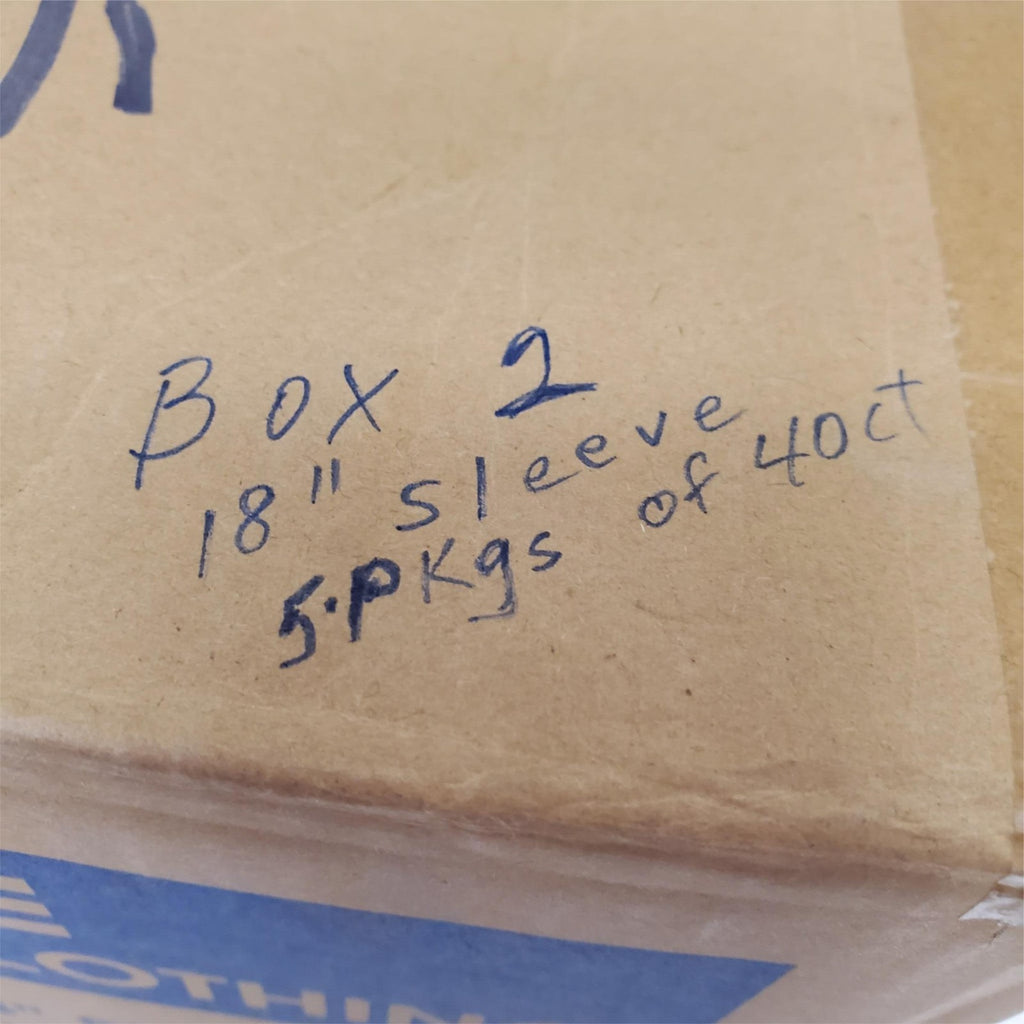 Box 2
18" sleeve
5-pkgs of 40ct